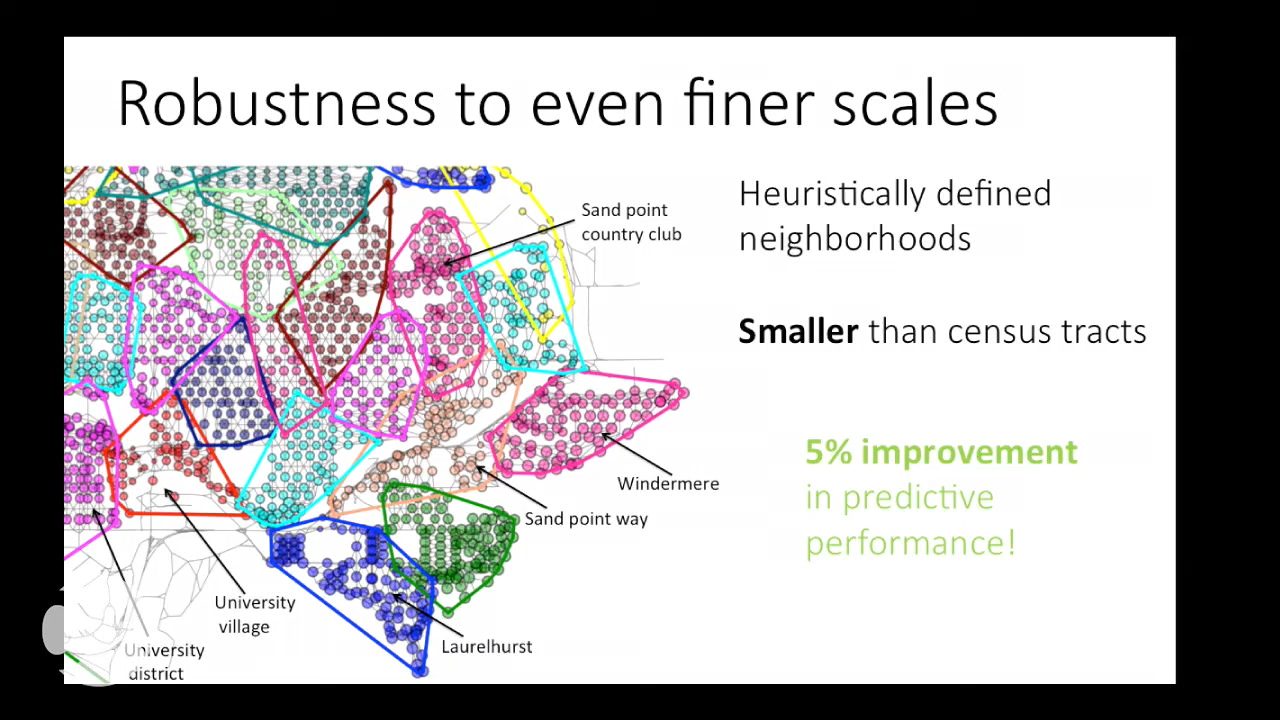 Robustness to even finer scales
Sand point
country club
Heuristically defined
neighborhoods
Smaller than census tracts
5% improvement
in predictive
performance!
Windermere
Sand point way
University
village
Laurelhurst
University
district